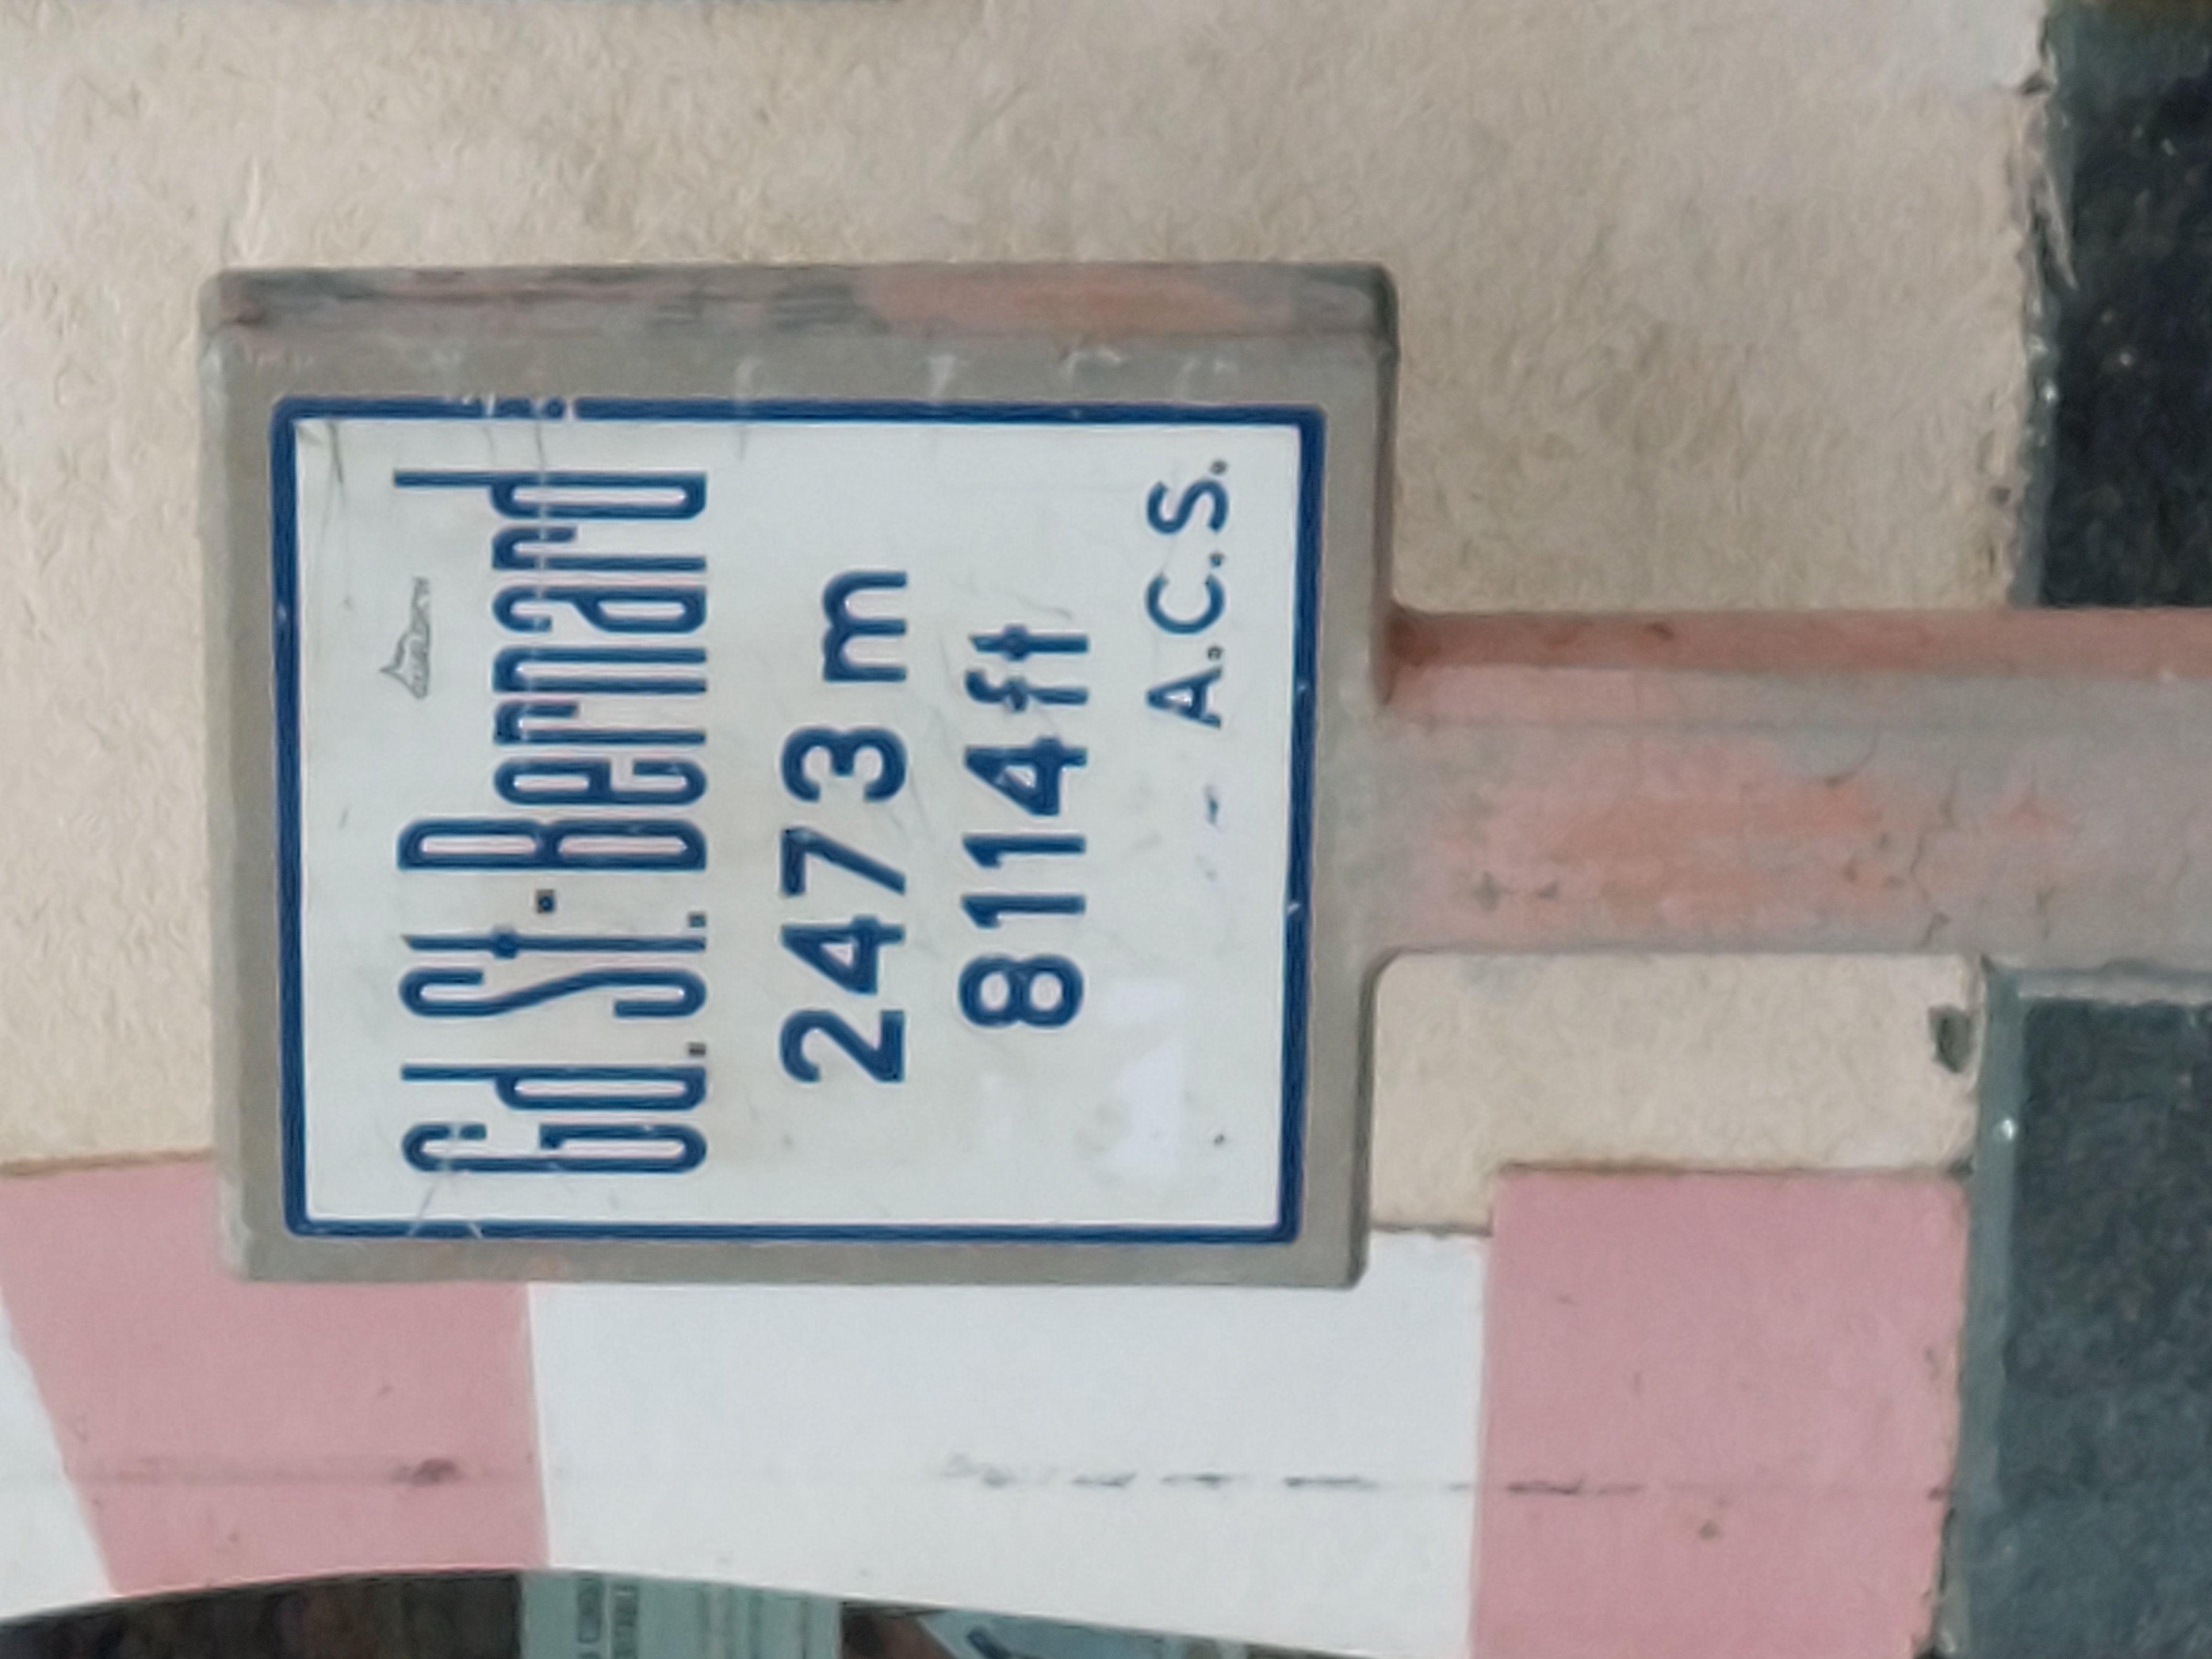 Gd. St.-Bernard
2473 m
8114 ft
A.C.S.